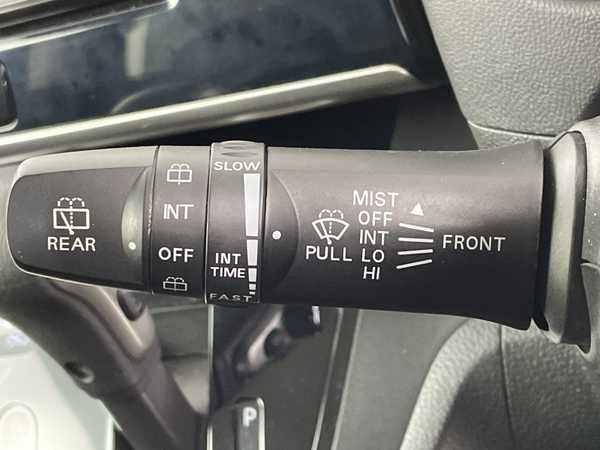 REAR
INT
OFF
SLOW
INT
TIME
FAST
PULL
MIST
OFF
INT
LO
HI
FRONT
P